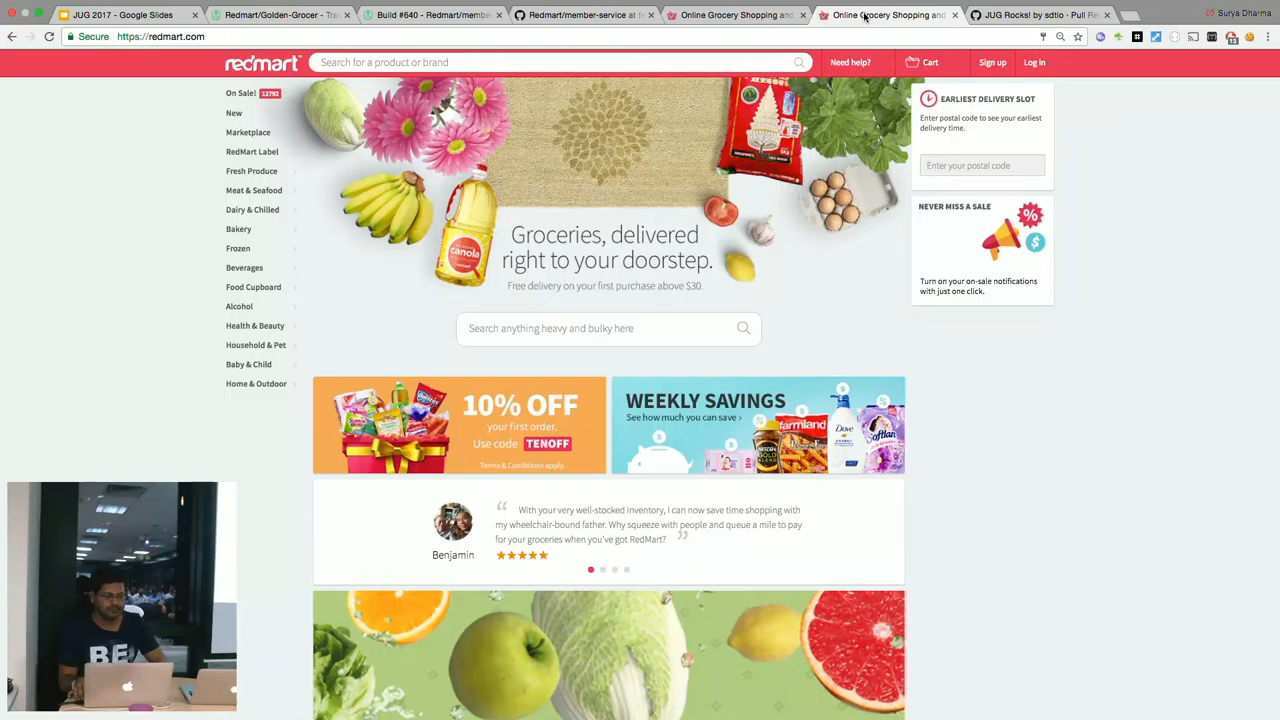 JUG 2017 - Google Slides
Redmart/Golden-Grocer - Tra
Build #640 - Redmart/membe
Redmart/member-service at f
Online Grocery Shopping and
Online Grocery Shopping and
JUG Rocks! by sdtio · Pull Re
Surya Dharma
Secure
https://redmart.com
redmart
Search for a product or brand
Need help?
Cart
Sign up
Log in
On Sale! 12792
New
Marketplace
RedMart Label
Fresh Produce
Meat & Seafood
Dairy & Chilled
Bakery
Frozen
Beverages
Food Cupboard
Alcohol
Health & Beauty
Household & Pet
Baby & Child
Home & Outdoor
canola
Groceries, delivered
right to your doorstep.
Free delivery on your first purchase above $30.
Search anything heavy and bulky here
EARLIEST DELIVERY SLOT
Enter postal code to see your earliest
delivery time.
Enter your postal code
NEVER MISS A SALE
Turn on your on-sale notifications
with just one click.
10% OFF
your first order.
Use code TENOFF
Terms & Conditions apply.
WEEKLY SAVINGS
See how much you can save ›
farmland
Dove
Softlan
“ With your very well-stocked inventory, I can now save time shopping with
my wheelchair-bound father. Why squeeze with people and queue a mile to pay
for your groceries when you've got RedMart? ”
Benjamin
BE